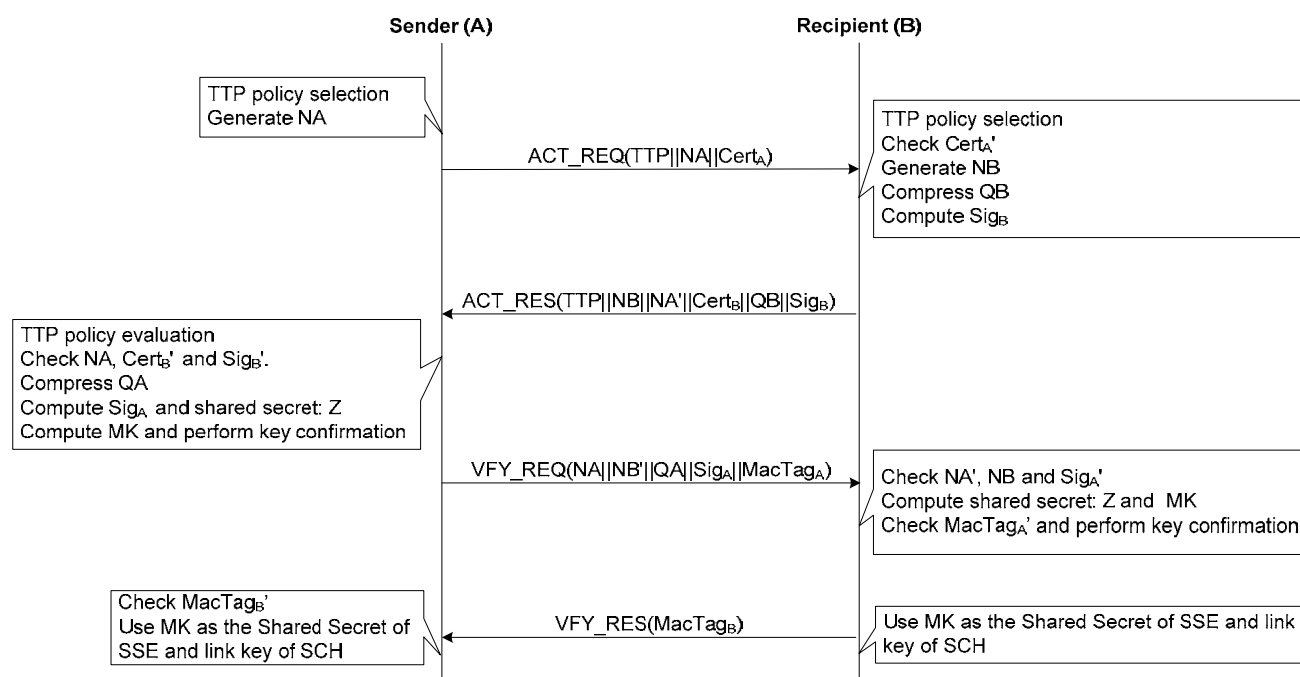 Sender (A)
Recipient (B)
TTP policy selection
Generate NA
TTP policy selection
Check CertA'
Generate NB
Compress QB
Compute SigB
ACT_REQ(TTP||NA||CertA)
ACT_RES(TTP||NB||NA'||CertB||QB||SigB)
TTP policy evaluation
Check NA, CertB' and SigB'.
Compress QA
Compute SigA and shared secret: Z
Compute MK and perform key confirmation
VFY_REQ(NA||NB'||QA||SigA||MacTagA)
Check NA', NB and SigA'
Compute shared secret: Z and MK
Check MacTagA' and perform key confirmation
Check MacTagB'
Use MK as the Shared Secret of
SSE and link key of SCH
VFY_RES(MacTagB)
Use MK as the Shared Secret of SSE and link
key of SCH